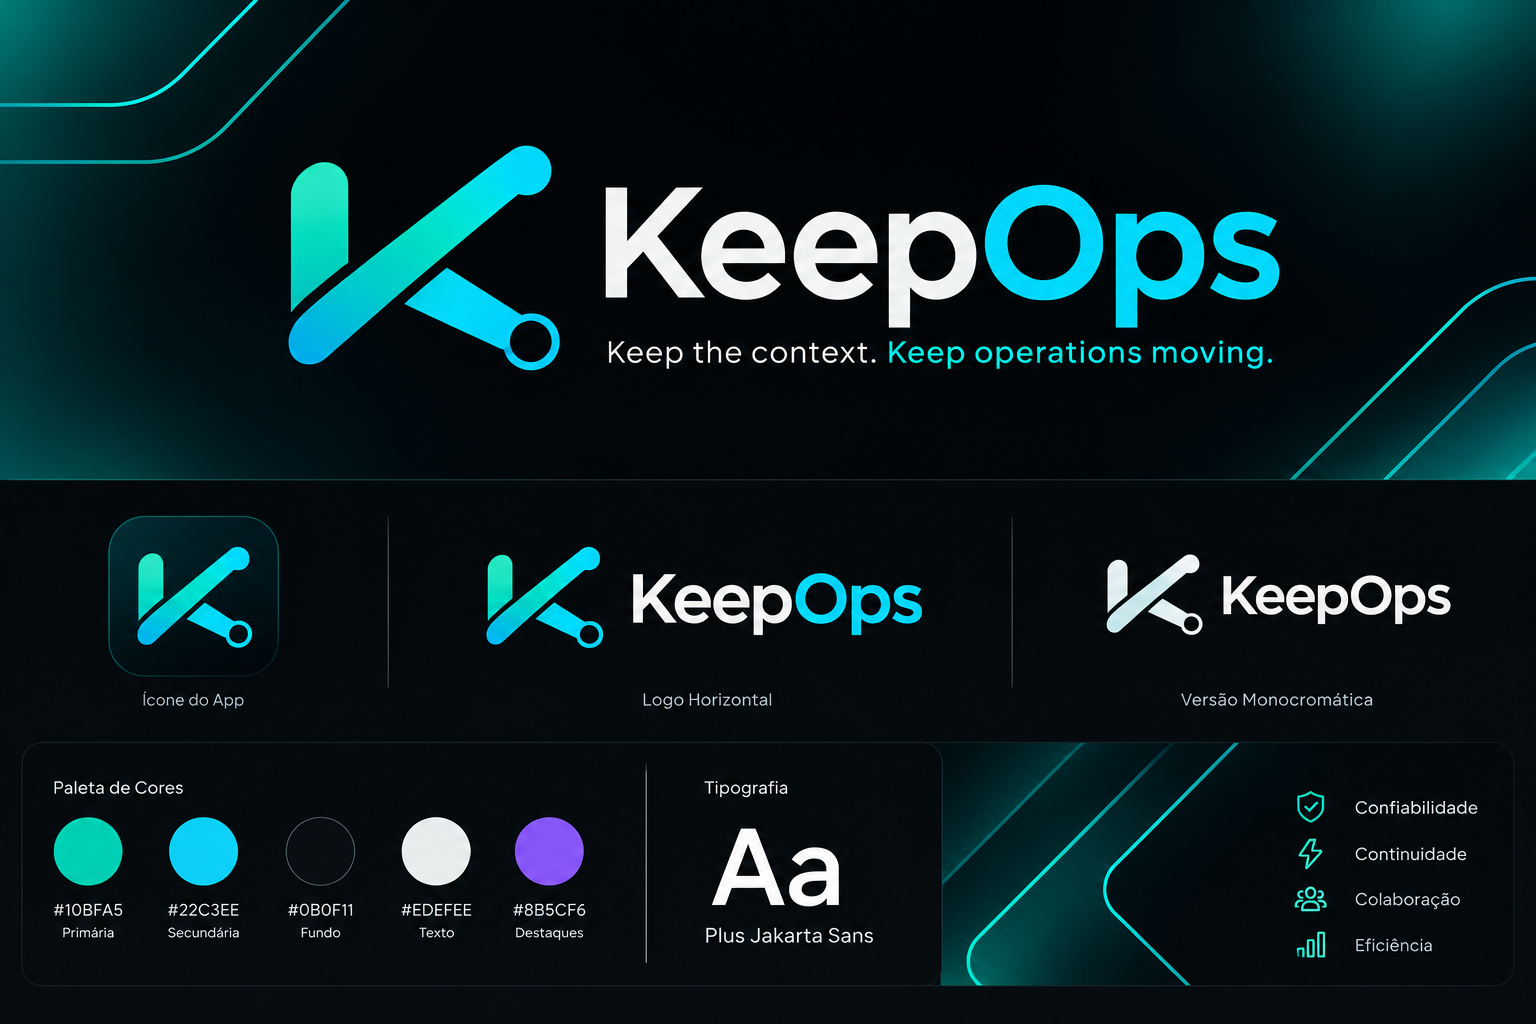 KeepOps
Keep the context. Keep operations moving.
KeepOps
KeepOps
Ícone do App
Logo Horizontal
Versão Monocromática
Paleta de Cores
#10BFA5
Primária
#22C3EE
Secundária
#0B0F11
Fundo
#EDEFEE
Texto
#8B5CF6
Destaques
Tipografia
Aa
Plus Jakarta Sans
Confiabilidade
Continuidade
Colaboração
Eficiência